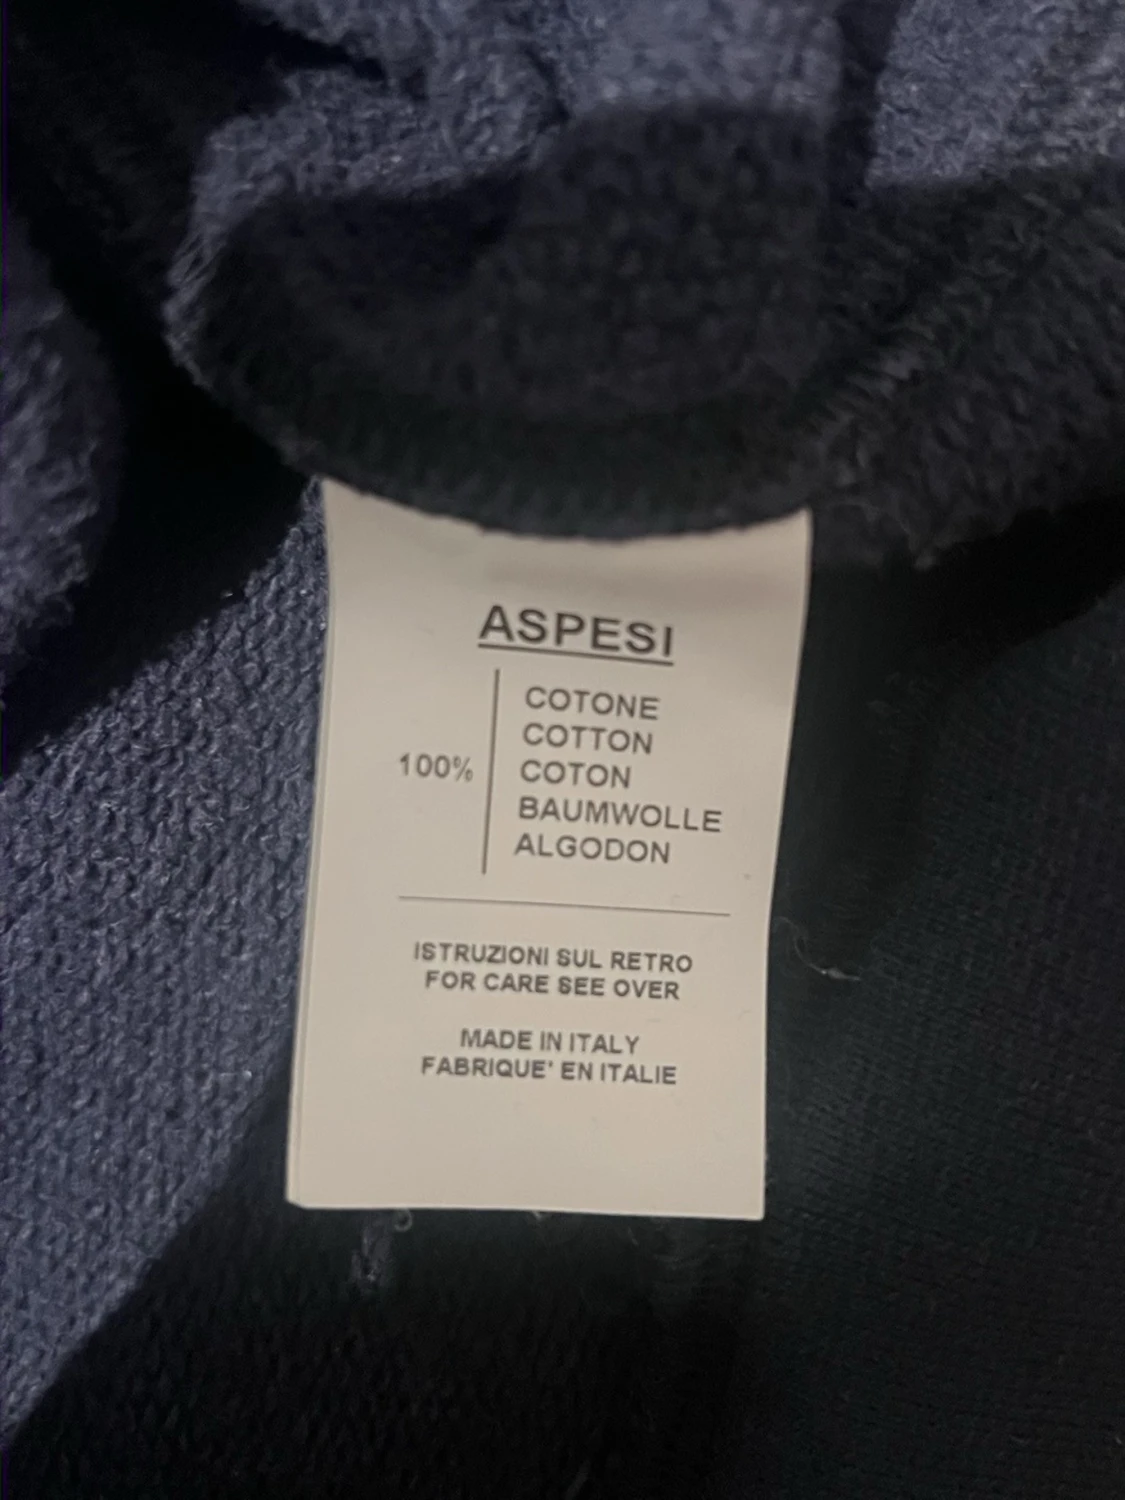 ASPESI
100%
COTONE
COTTON
COTON
BAUMWOLLE
ALGODON
ISTRUZIONI SUL RETRO
FOR CARE SEE OVER
MADE IN ITALY
FABRIQUE' EN ITALIE